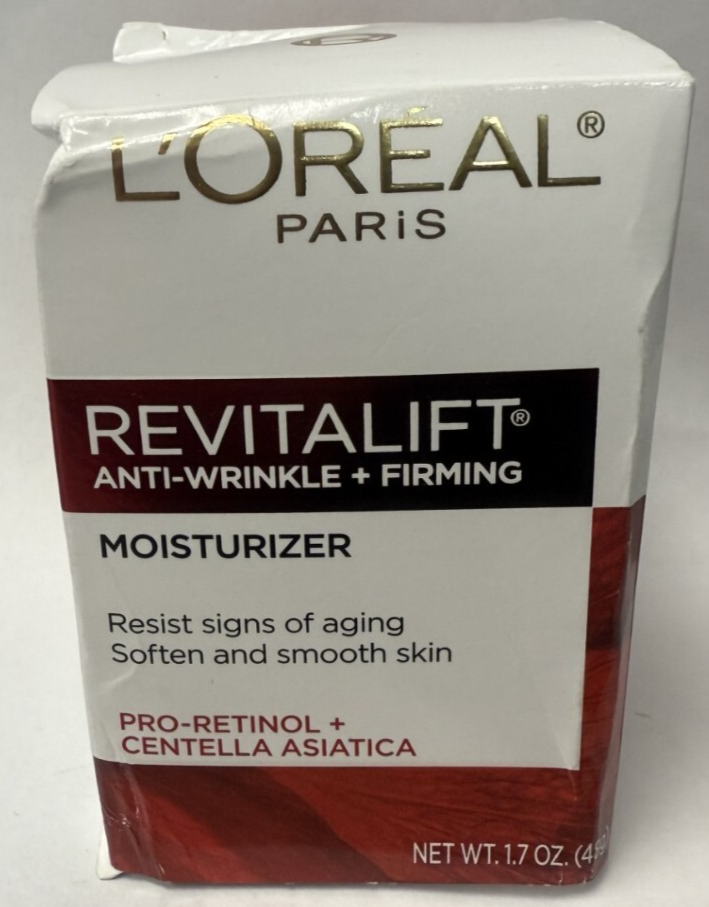 L'ORÉAL®
PARiS
REVITALIFT®
ANTI-WRINKLE + FIRMING
MOISTURIZER
Resist signs of aging
Soften and smooth skin
PRO-RETINOL +
CENTELLA ASIATICA
NET WT. 1.7 OZ.